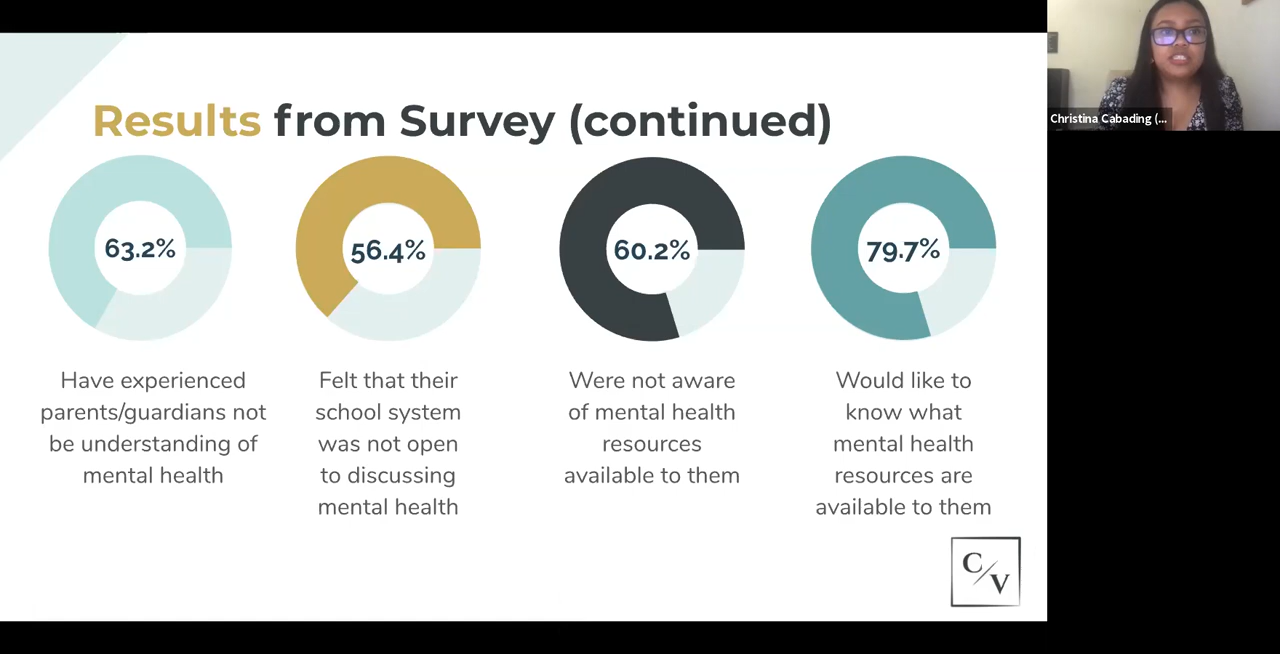 Results from Survey (continued)
63.2%
Have experienced
parents/guardians not
be understanding of
mental health
56.4%
Felt that their
school system
was not open
to discussing
mental health
60.2%
Were not aware
of mental health
resources
available to them
79.7%
Would like to
know what
mental health
resources are
available to them
C/V
Christina Cabading (...